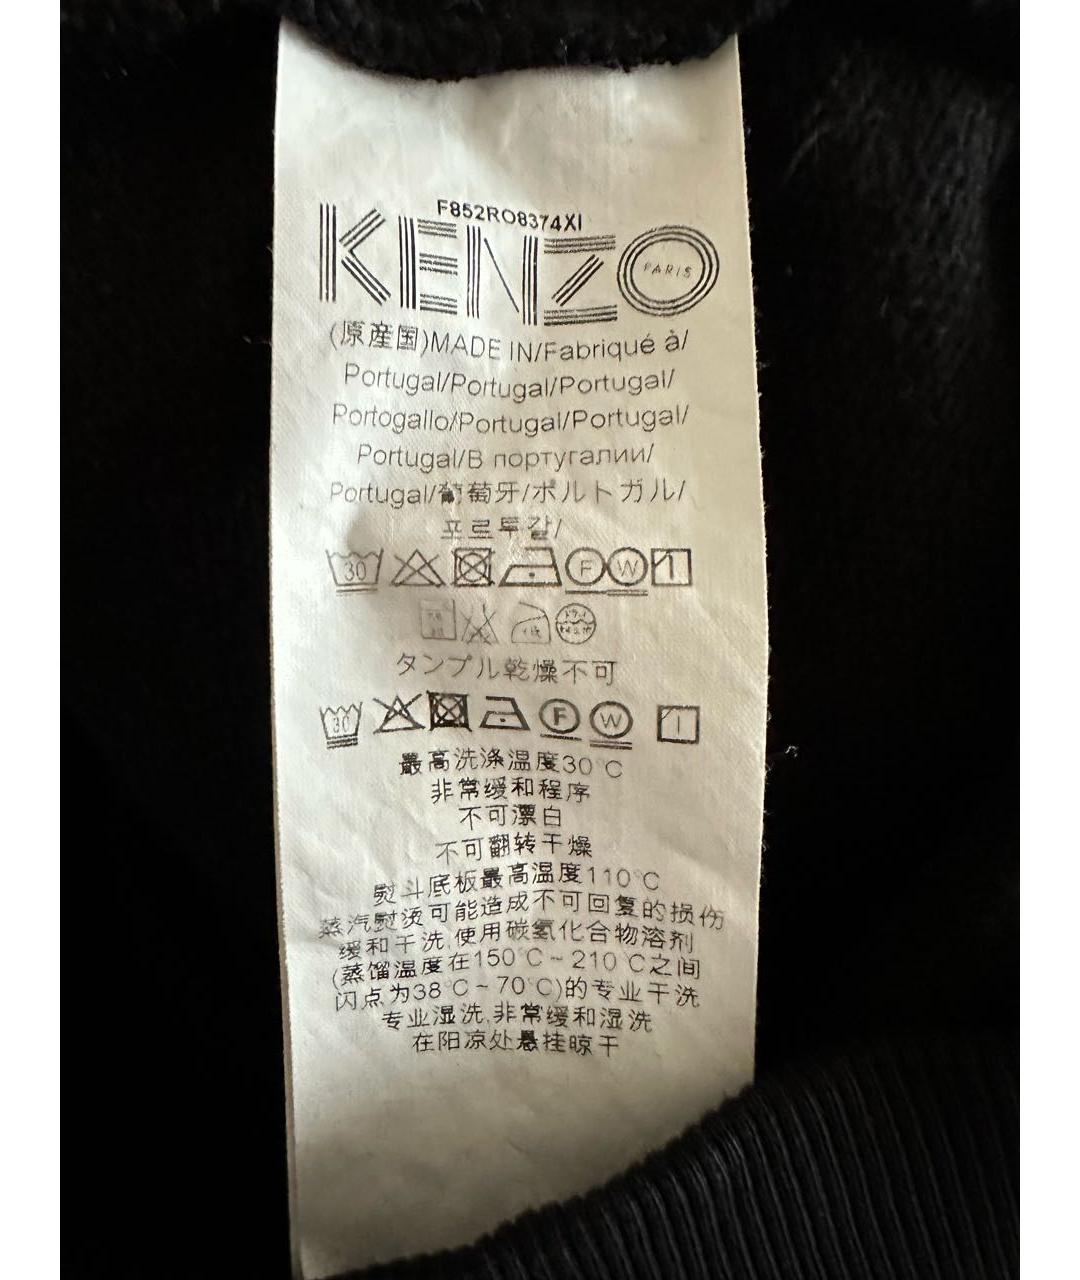 F852RO8374XI
KENZO
PARIS
(原産国)MADE IN/Fabriqué à/
Portugal/Portugal/Portugal/
Portogallo/Portugal/Portugal/
Portugal/В португалии/
Portugal/葡萄牙/ポルトガル/
포르투갈/
30 F W 1
タンブル乾燥不可
30 F W 1
最高洗涤温度30°C
非常缓和程序
不可漂白
不可翻转干燥
熨斗底板最高温度110°C
蒸汽熨烫可能造成不可回复的损伤
缓和干洗,使用碳氢化合物溶剂
(蒸馏温度在150°C~210°C之间
闪点为38°C~70°C)的专业干洗
专业湿洗,非常缓和湿洗
在阳凉处悬挂晾干